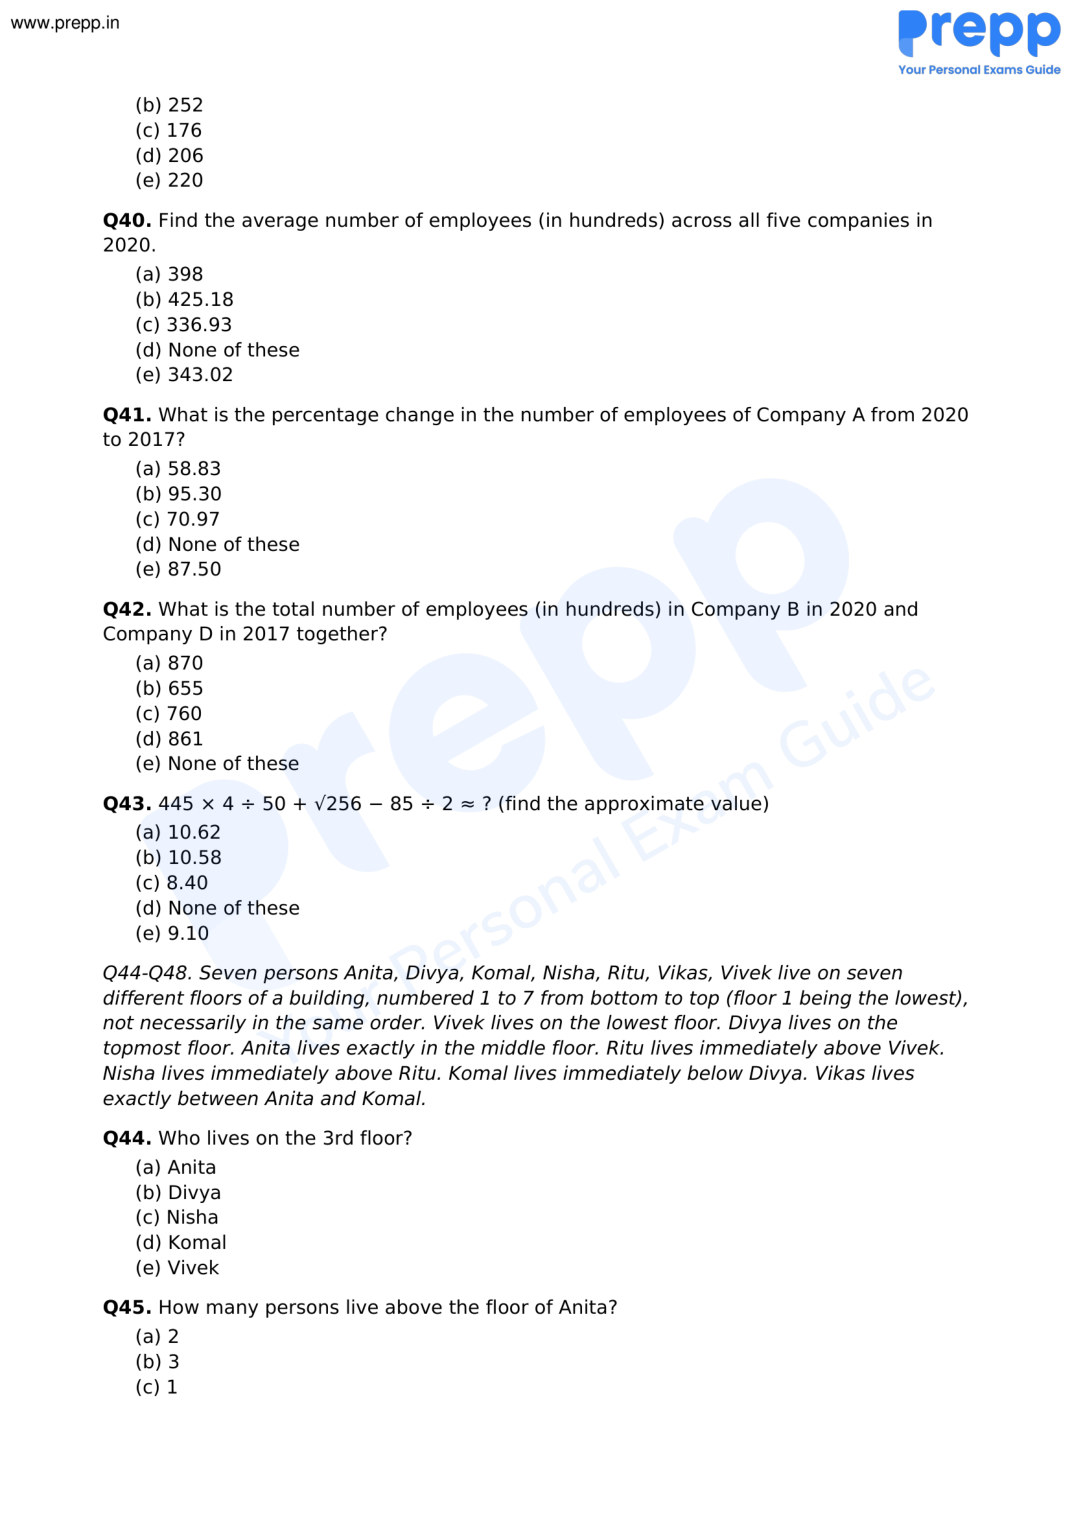 www.prepp.in
Prepp
Your Personal Exams Guide
(b) 252
(c) 176
(d) 206
(e) 220
Q40. Find the average number of employees (in hundreds) across all five companies in
2020.
(a) 398
(b) 425.18
(c) 336.93
(d) None of these
(e) 343.02
Q41. What is the percentage change in the number of employees of Company A from 2020
to 2017?
(a) 58.83
(b) 95.30
(c) 70.97
(d) None of these
(e) 87.50
Q42. What is the total number of employees (in hundreds) in Company B in 2020 and
Company D in 2017 together?
(a) 870
(b) 655
(c) 760
(d) 861
(e) None of these
Q43. 445 × 4 ÷ 50 + √256 − 85 ÷ 2 ≈ ? (find the approximate value)
(a) 10.62
(b) 10.58
(c) 8.40
(d) None of these
(e) 9.10
Q44-Q48. Seven persons Anita, Divya, Komal, Nisha, Ritu, Vikas, Vivek live on seven
different floors of a building, numbered 1 to 7 from bottom to top (floor 1 being the lowest),
not necessarily in the same order. Vivek lives on the lowest floor. Divya lives on the
topmost floor. Anita lives exactly in the middle floor. Ritu lives immediately above Vivek.
Nisha lives immediately above Ritu. Komal lives immediately below Divya. Vikas lives
exactly between Anita and Komal.
Q44. Who lives on the 3rd floor?
(a) Anita
(b) Divya
(c) Nisha
(d) Komal
(e) Vivek
Q45. How many persons live above the floor of Anita?
(a) 2
(b) 3
(c) 1
prepp
Your Personal Exam Guide